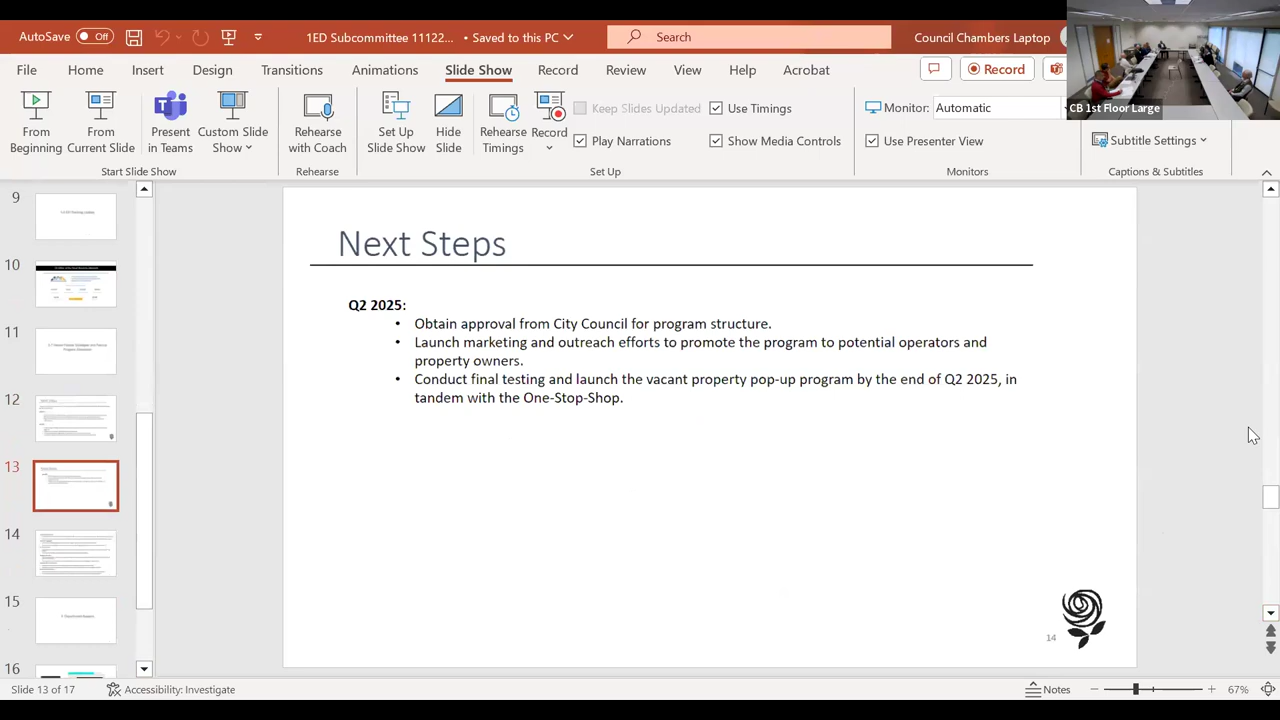 AutoSave Off 1ED Subcommittee 11122... • Saved to this PC Search Council Chambers Laptop
File Home Insert Design Transitions Animations Slide Show Record Review View Help Acrobat Record
CB 1st Floor Large
From Beginning
From Current Slide
Present in Teams
Custom Slide Show
Start Slide Show
Rehearse with Coach
Rehearse
Set Up Slide Show
Hide Slide
Rehearse Timings
Record
Keep Slides Updated
Play Narrations
Use Timings
Show Media Controls
Set Up
Monitor: Automatic
Use Presenter View
Monitors
Subtitle Settings
Captions & Subtitles
9
10
11
12
13
14
15
16
Next Steps
Q2 2025:
• Obtain approval from City Council for program structure.
• Launch marketing and outreach efforts to promote the program to potential operators and
property owners.
• Conduct final testing and launch the vacant property pop-up program by the end of Q2 2025, in
tandem with the One-Stop-Shop.
14
Slide 13 of 17 Accessibility: Investigate Notes 67%